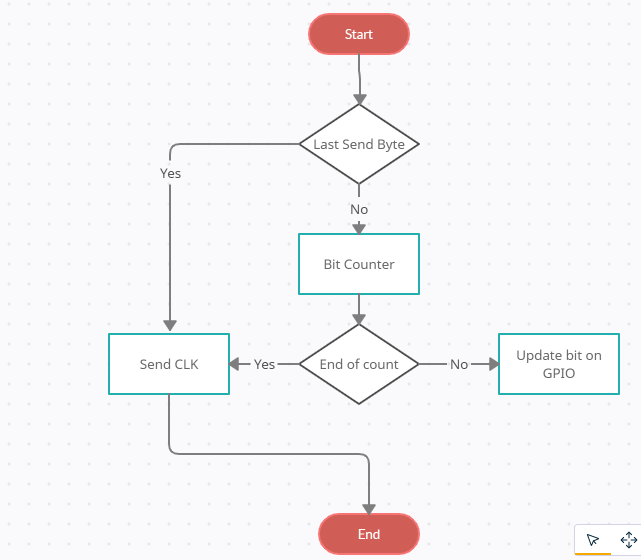 Start
Last Send Byte
Yes
No
Bit Counter
Send CLK
Yes
End of count
No
Update bit on
GPIO
End